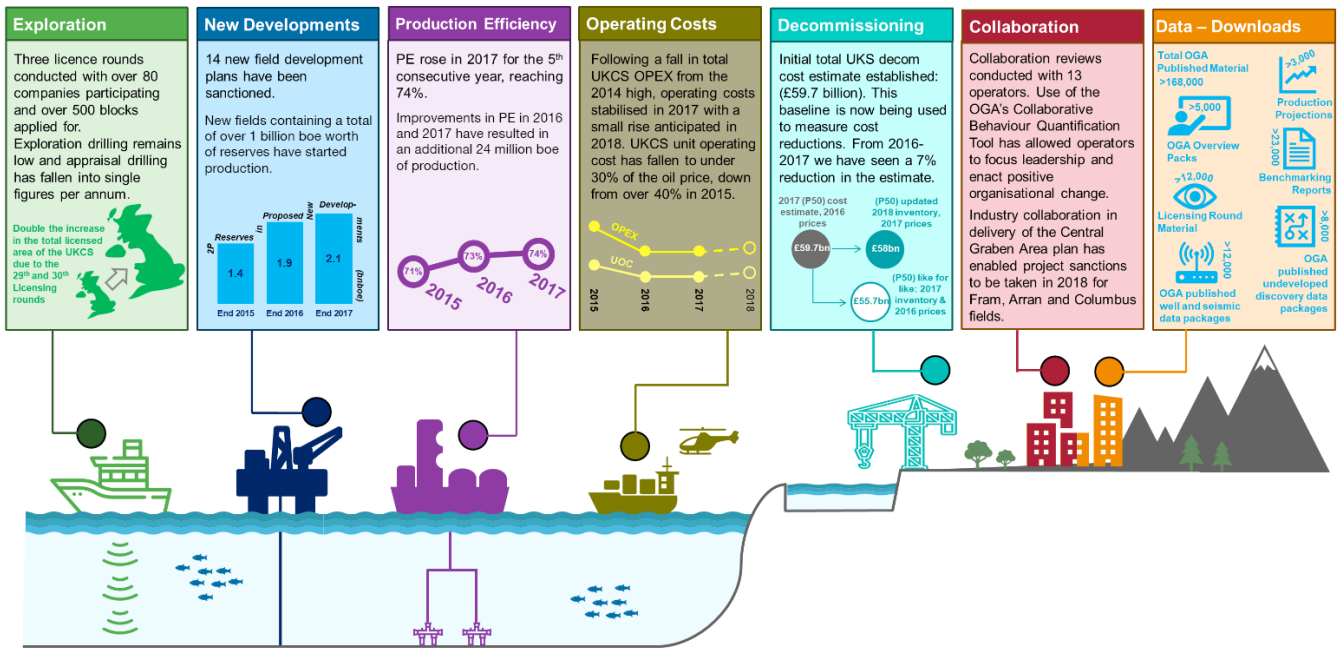 Exploration
Three licence rounds
conducted with over 80
companies participating
and over 500 blocks
applied for.
Exploration drilling remains
low and appraisal drilling
has fallen into single
figures per annum.
Double the increase
in the total licensed
area of the UKCS
due to the
29th and 30th
Licensing
rounds
New Developments
14 new field development
plans have been
sanctioned.
New fields containing a total
of over 1 billion boe worth
of reserves have started
production.
2P Reserves in Proposed New Develop-ments (bnboe)
1.4
1.9
2.1
End 2015
End 2016
End 2017
Production Efficiency
PE rose in 2017 for the 5th
consecutive year, reaching
74%.
Improvements in PE in 2016
and 2017 have resulted in
an additional 24 million boe
of production.
71%
73%
74%
2015
2016
2017
Operating Costs
Following a fall in total
UKCS OPEX from the
2014 high, operating costs
stabilised in 2017 with a
small rise anticipated in
2018. UKCS unit operating
cost has fallen to under
30% of the oil price, down
from over 40% in 2015.
OPEX
UOC
2015
2016
2017
2018
Decommissioning
Initial total UKS decom
cost estimate established:
(£59.7 billion). This
baseline is now being used
to measure cost
reductions. From 2016-
2017 we have seen a 7%
reduction in the estimate.
2017 (P50) cost
estimate, 2016
prices
(P50) updated
2018 inventory,
2017 prices
£59.7bn
£58bn
(P50) like for
like: 2017
inventory &
2016 prices
£55.7bn
Collaboration
Collaboration reviews
conducted with 13
operators. Use of the
OGA's Collaborative
Behaviour Quantification
Tool has allowed operators
to focus leadership and
enact positive
organisational change.
Industry collaboration in
delivery of the Central
Graben Area plan has
enabled project sanctions
to be taken in 2018 for
Fram, Arran and Columbus
fields.
Data – Downloads
Total OGA
Published Material
>168,000
>3,000
Production
Projections
>5,000
OGA Overview
Packs
>23,000
Benchmarking
Reports
>12,000
Licensing Round
Material
>8,000
OGA
published
undeveloped
discovery data
packages
>12,000
OGA published
well and seismic
data packages